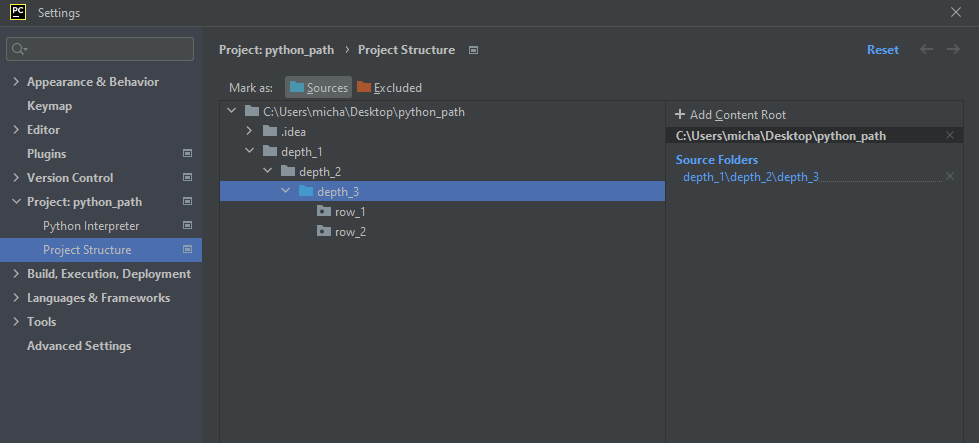 PC Settings
Project: python_path › Project Structure
Reset
Appearance & Behavior
Keymap
Editor
Plugins
Version Control
Project: python_path
Python Interpreter
Project Structure
Build, Execution, Deployment
Languages & Frameworks
Tools
Advanced Settings
Mark as: Sources Excluded
C:\Users\micha\Desktop\python_path
.idea
depth_1
depth_2
depth_3
row_1
row_2
+ Add Content Root
C:\Users\micha\Desktop\python_path
Source Folders
depth_1\depth_2\depth_3